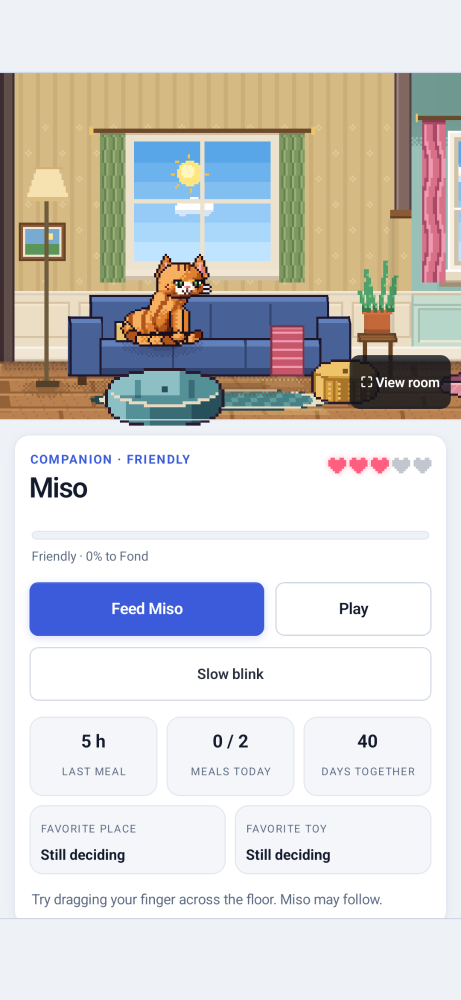 View room
COMPANION · FRIENDLY
Miso
Friendly · 0% to Fond
Feed Miso
Play
Slow blink
5 h
LAST MEAL
0 / 2
MEALS TODAY
40
DAYS TOGETHER
FAVORITE PLACE
Still deciding
FAVORITE TOY
Still deciding
Try dragging your finger across the floor. Miso may follow.